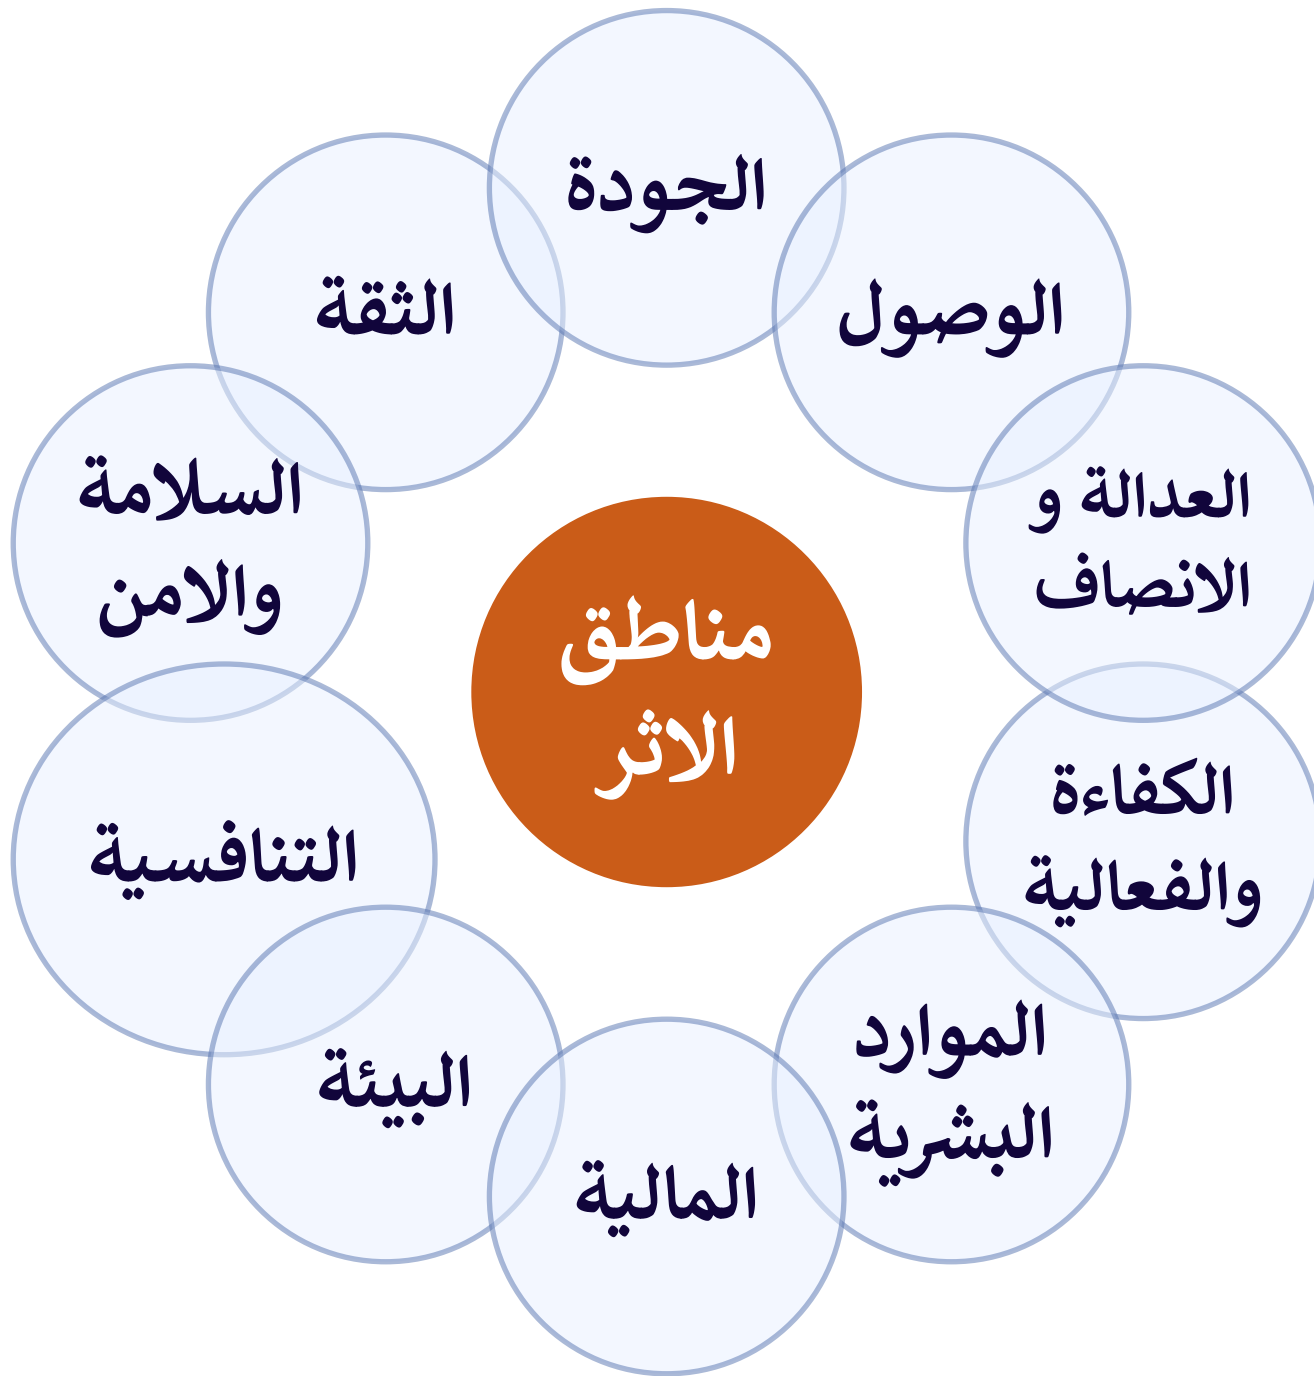 الجودة
الوصول
العدالة و
الانصاف
الكفاءة
والفعالية
الموارد
البشرية
المالية
البيئة
التنافسية
السلامة
والامن
الثقة
مناطق
الاثر